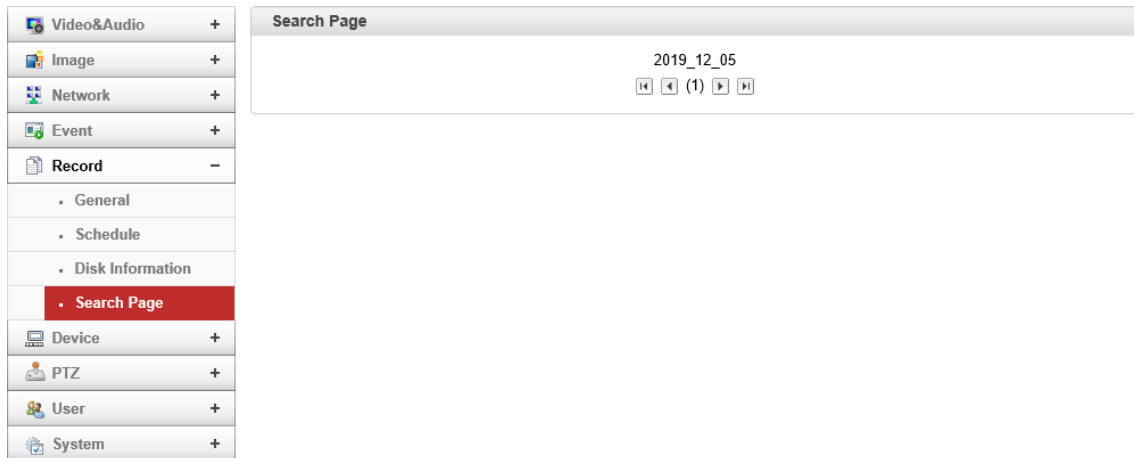 Video&Audio +
Image +
Network +
Event +
Record −
General
Schedule
Disk Information
Search Page
Device +
PTZ +
User +
System +
Search Page
2019_12_05
(1)